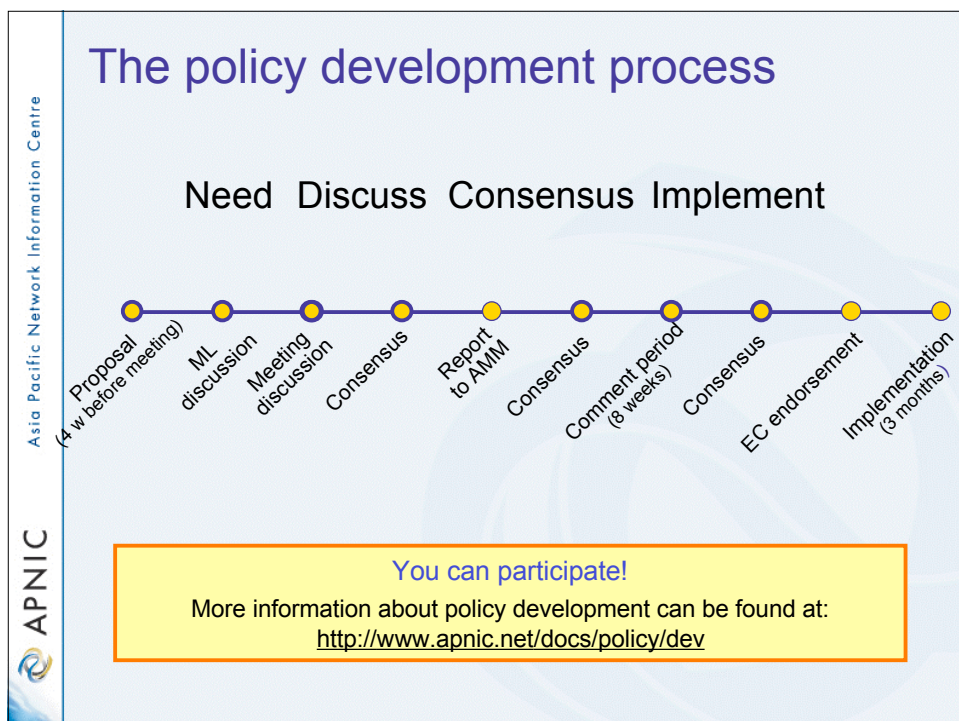 The policy development process
Need Discuss Consensus Implement
Proposal
(4 w before meeting)
ML
discussion
Meeting
discussion
Consensus
Report
to AMM
Consensus
Comment period
(8 weeks)
Consensus
EC endorsement
Implementation
(3 months)
You can participate!
More information about policy development can be found at:
http://www.apnic.net/docs/policy/dev
Asia Pacific Network Information Centre
APNIC